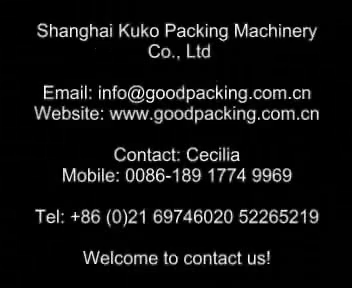 Shanghai Kuko Packing Machinery
Co., Ltd
Email: info@goodpacking.com.cn
Website: www.goodpacking.com.cn
Contact: Cecilia
Mobile: 0086-189 1774 9969
Tel: +86 (0)21 69746020 52265219
Welcome to contact us!